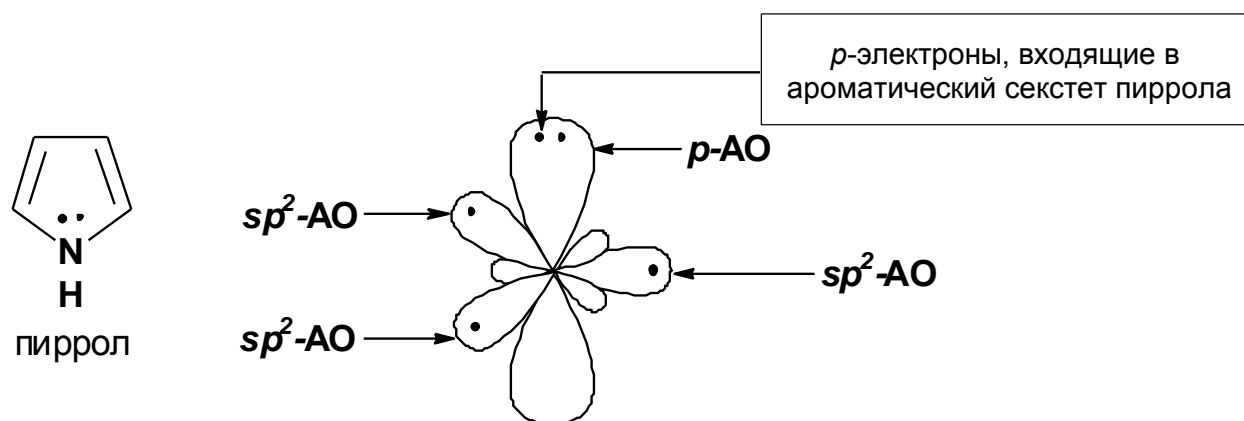 p-электроны, входящие в
ароматический секстет пиррола
p-АО
sp²-АО
sp²-АО
sp²-АО
N
H
пиррол